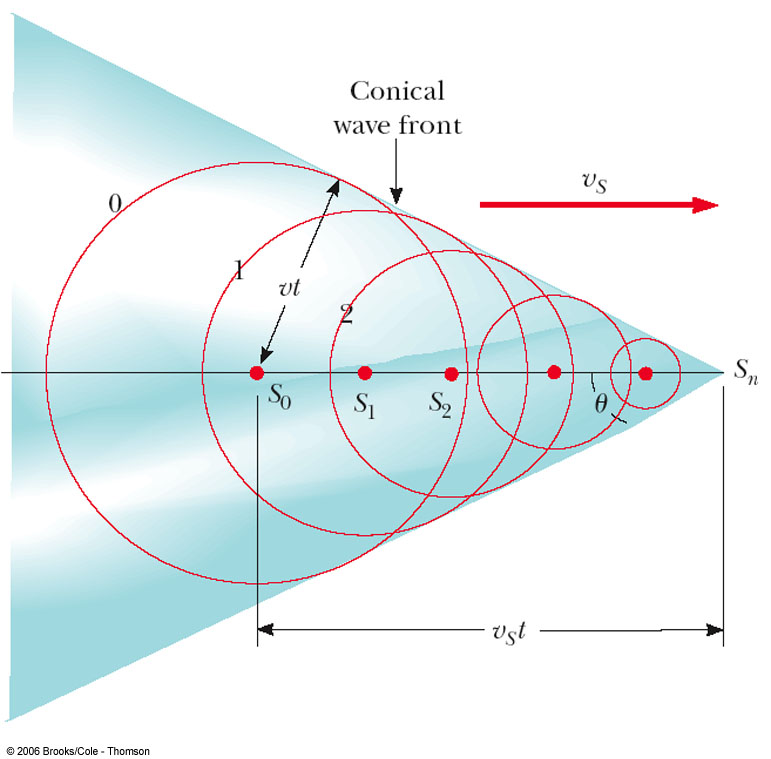 Conical
wave front
v_S
0
1
vt
2
S_0
S_1
S_2
θ
S_n
v_S t
© 2006 Brooks/Cole - Thomson